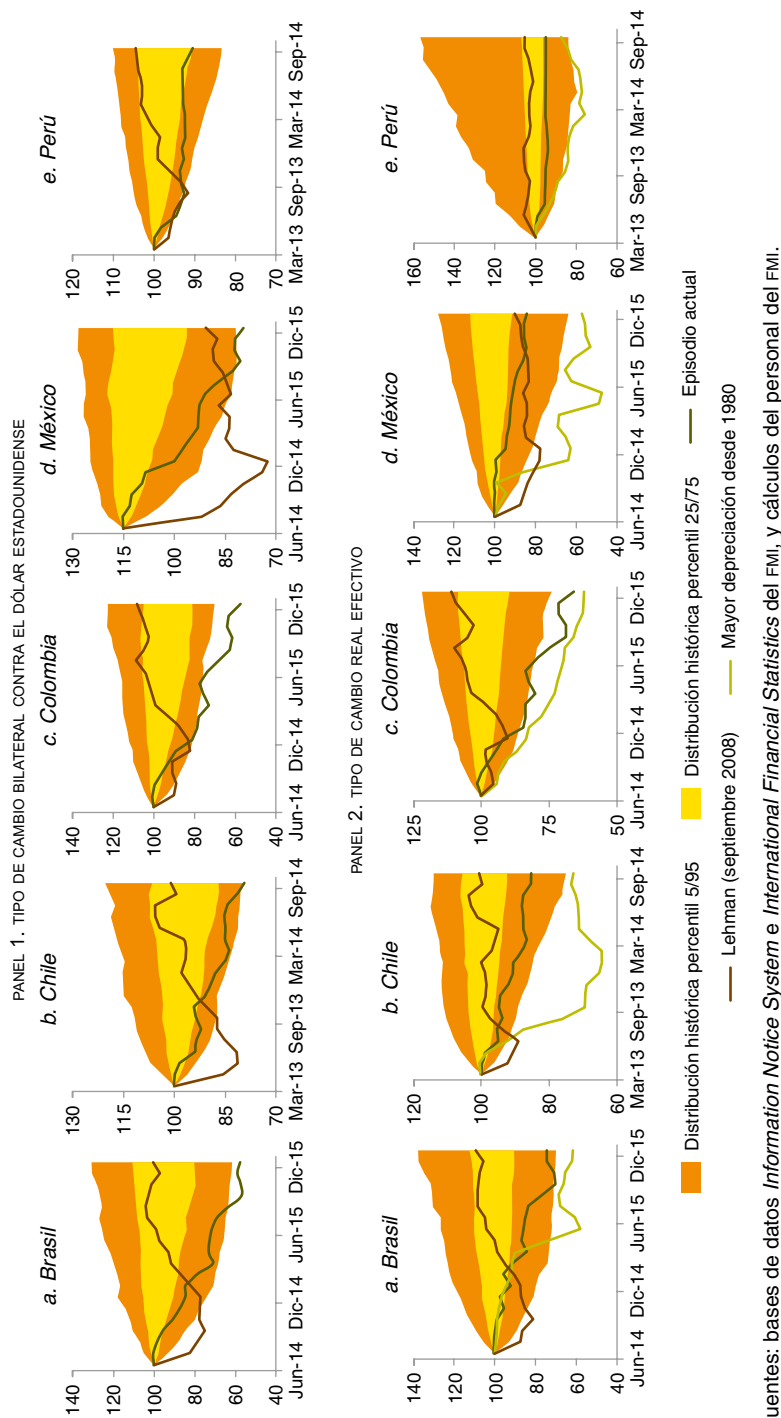 PANEL 1. TIPO DE CAMBIO BILATERAL CONTRA EL DÓLAR ESTADOUNIDENSE
a. Brasil
140
120
100
80
60
40
Jun-14 Dic-14 Jun-15 Dic-15
b. Chile
130
115
100
85
70
Mar-13 Sep-13 Mar-14 Sep-14
c. Colombia
140
120
100
80
60
40
Jun-14 Dic-14 Jun-15 Dic-15
d. México
130
115
100
85
70
Jun-14 Dic-14 Jun-15 Dic-15
e. Perú
120
110
100
90
80
70
Mar-13 Sep-13 Mar-14 Sep-14
PANEL 2. TIPO DE CAMBIO REAL EFECTIVO
a. Brasil
140
120
100
80
60
40
Jun-14 Dic-14 Jun-15 Dic-15
b. Chile
120
100
80
60
Mar-13 Sep-13 Mar-14 Sep-14
c. Colombia
125
100
75
50
Jun-14 Dic-14 Jun-15 Dic-15
d. México
140
120
100
80
60
40
Jun-14 Dic-14 Jun-15 Dic-15
e. Perú
160
140
120
100
80
60
Mar-13 Sep-13 Mar-14 Sep-14
Distribución histórica percentil 5/95
Distribución histórica percentil 25/75
Episodio actual
Lehman (septiembre 2008)
Mayor depreciación desde 1980
uentes: bases de datos Information Notice System e International Financial Statistics del FMI, y cálculos del personal del FMI.